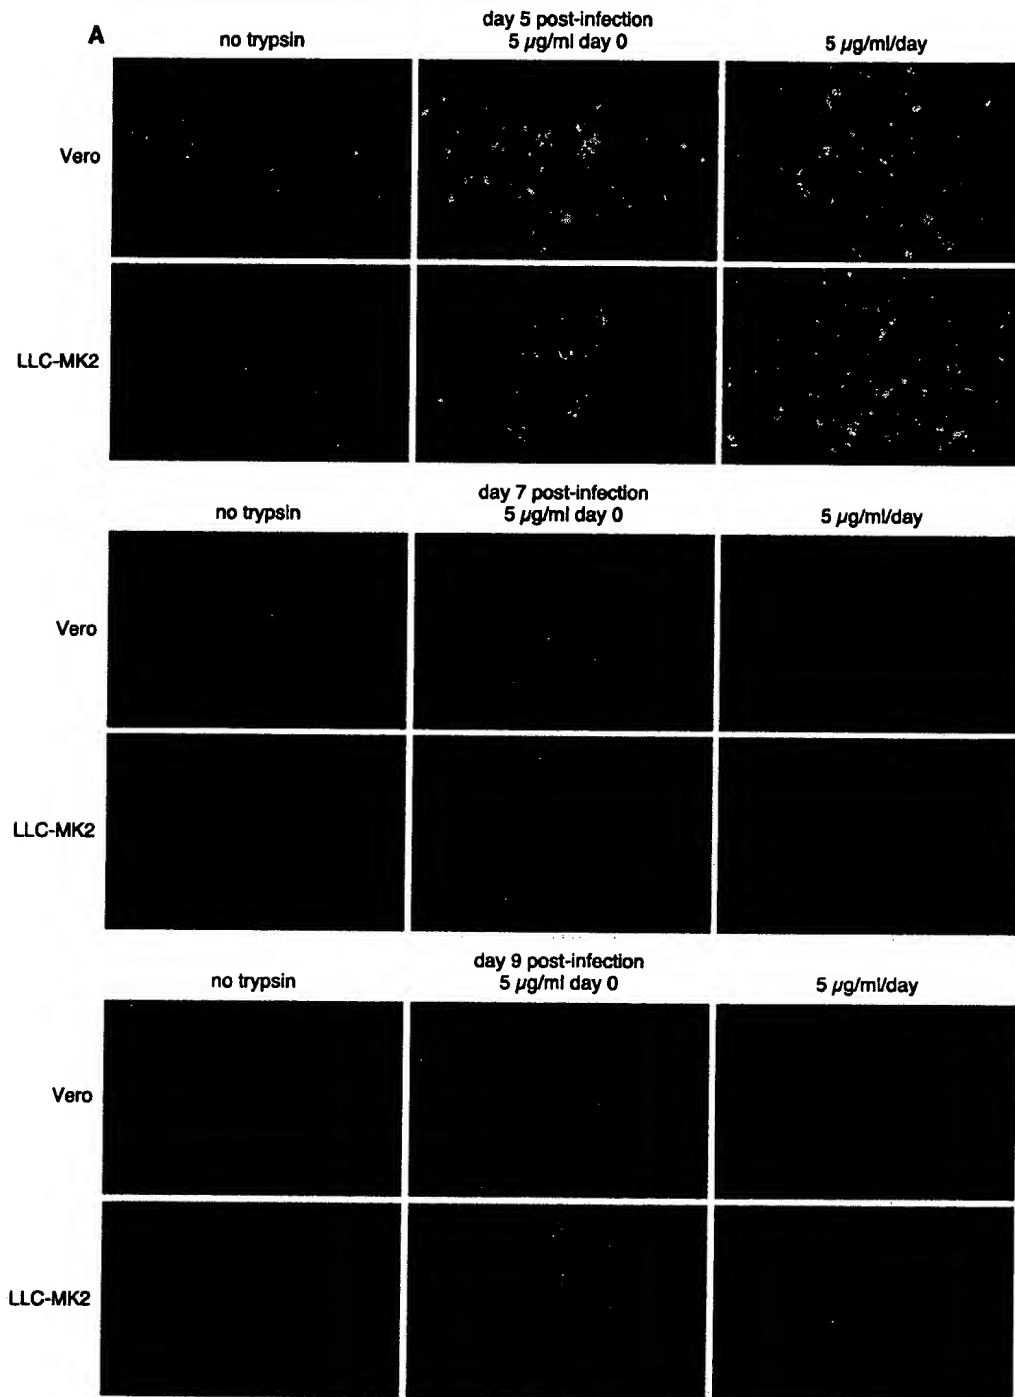 A
day 5 post-infection
no trypsin 5 µg/ml day 0 5 µg/ml/day
Vero
LLC-MK2
day 7 post-infection
no trypsin 5 µg/ml day 0 5 µg/ml/day
Vero
LLC-MK2
day 9 post-infection
no trypsin 5 µg/ml day 0 5 µg/ml/day
Vero
LLC-MK2